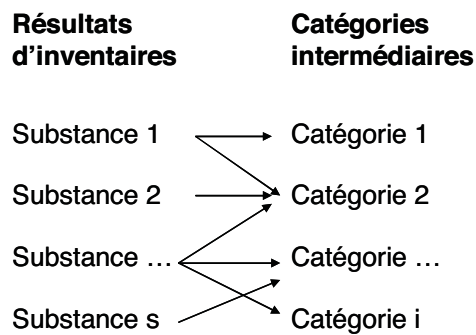 Résultats
d'inventaires
Catégories
intermédiaires
Substance 1
Catégorie 1
Substance 2
Catégorie 2
Substance …
Catégorie …
Substance s
Catégorie i